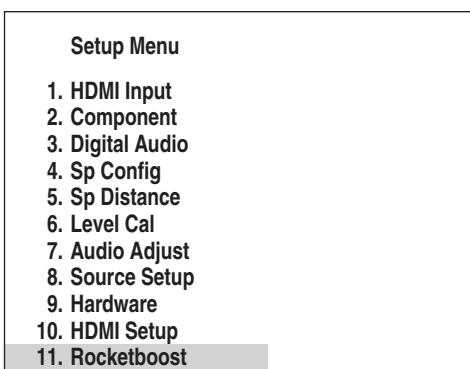 Setup Menu
1. HDMI Input
2. Component
3. Digital Audio
4. Sp Config
5. Sp Distance
6. Level Cal
7. Audio Adjust
8. Source Setup
9. Hardware
10. HDMI Setup
11. Rocketboost